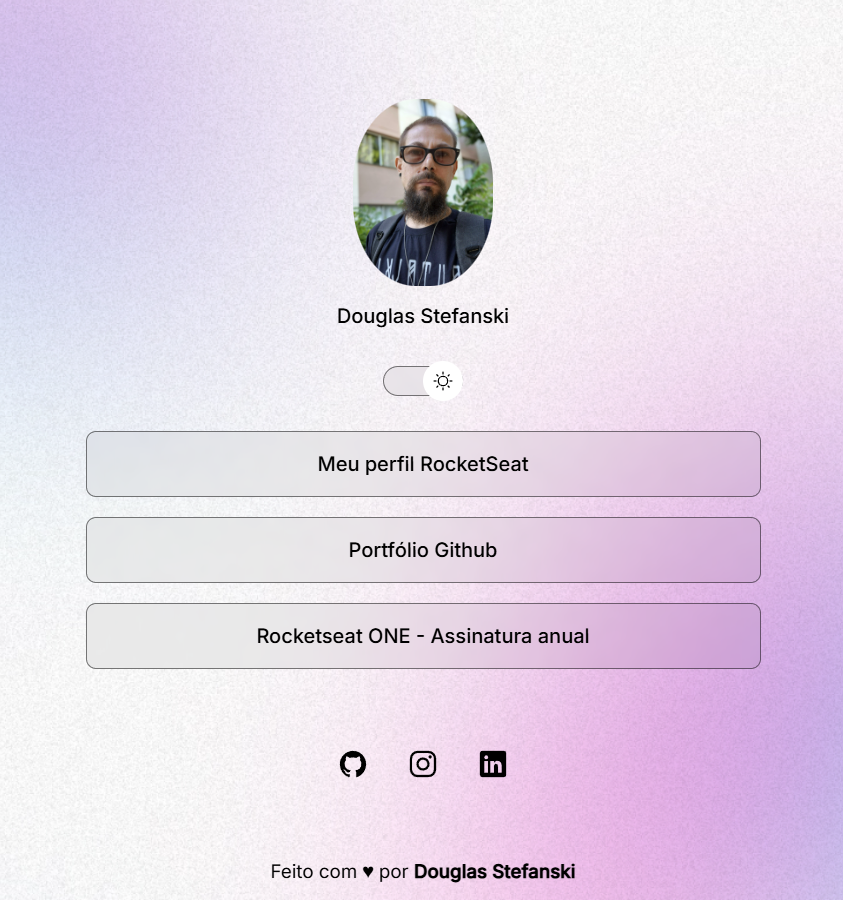 Douglas Stefanski
Meu perfil RocketSeat
Portfólio Github
Rocketseat ONE - Assinatura anual
Feito com ♥ por Douglas Stefanski